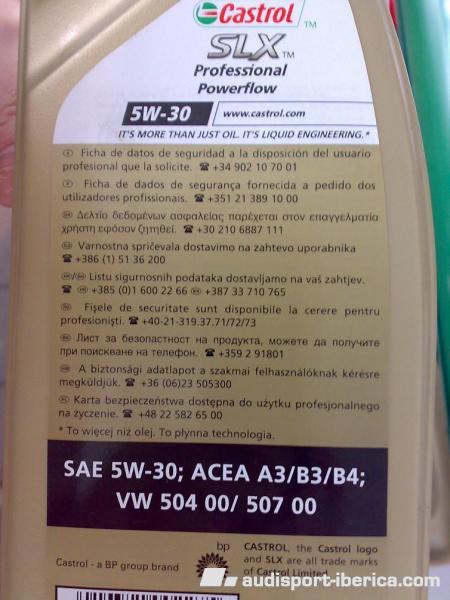 Castrol
SLX™
Professional
Powerflow
5W-30
www.castrol.com
IT'S MORE THAN JUST OIL. IT'S LIQUID ENGINEERING.*
Ficha de datos de seguridad a la disposición del usuario
profesional que la solicite. ☎ +34 902 10 70 01
Ficha de dados de segurança fornecida a pedido dos
utilizadores profissionais. ☎ +351 21 389 10 00
Δελτίο δεδομένων ασφαλείας παρέχεται στον επαγγελματία
χρήστη εφόσον ζητηθεί. ☎ +30 210 6887 111
Varnostna spričevala dostavimo na zahtevo uporabnika
☎ +386 (1) 51 36 200
Listu sigurnosnih podataka dostavljamo na vaš zahtjev.
☎ +385 (0)1 600 22 66 +387 33 710 765
Fişele de securitate sunt disponibile la cerere pentru
profesionişti. ☎ +40-21-319.37.71/72/73
Лист за безопастност на продукта, можете да получите
при поискване на телефон. ☎ +359 2 91801
A biztonsági adatlapot a szakmai felhasználóknak kérésre
megküldjük. ☎ +36 (06)23 505300
Karta bezpieczeństwa dostępna do użytku profesjonalnego
na życzenie. ☎ +48 22 582 65 00
* To więcej niż olej. To płynna technologia.
SAE 5W-30; ACEA A3/B3/B4;
VW 504 00/ 507 00
bp
Castrol - a BP group brand
CASTROL, the Castrol logo
and SLX are all trade marks
of Castrol Limited
audisport-iberica.com